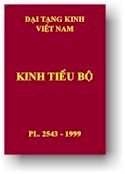 ĐẠI TẠNG KINH
VIỆT NAM
KINH TIỂU BỘ
PL. 2543 - 1999